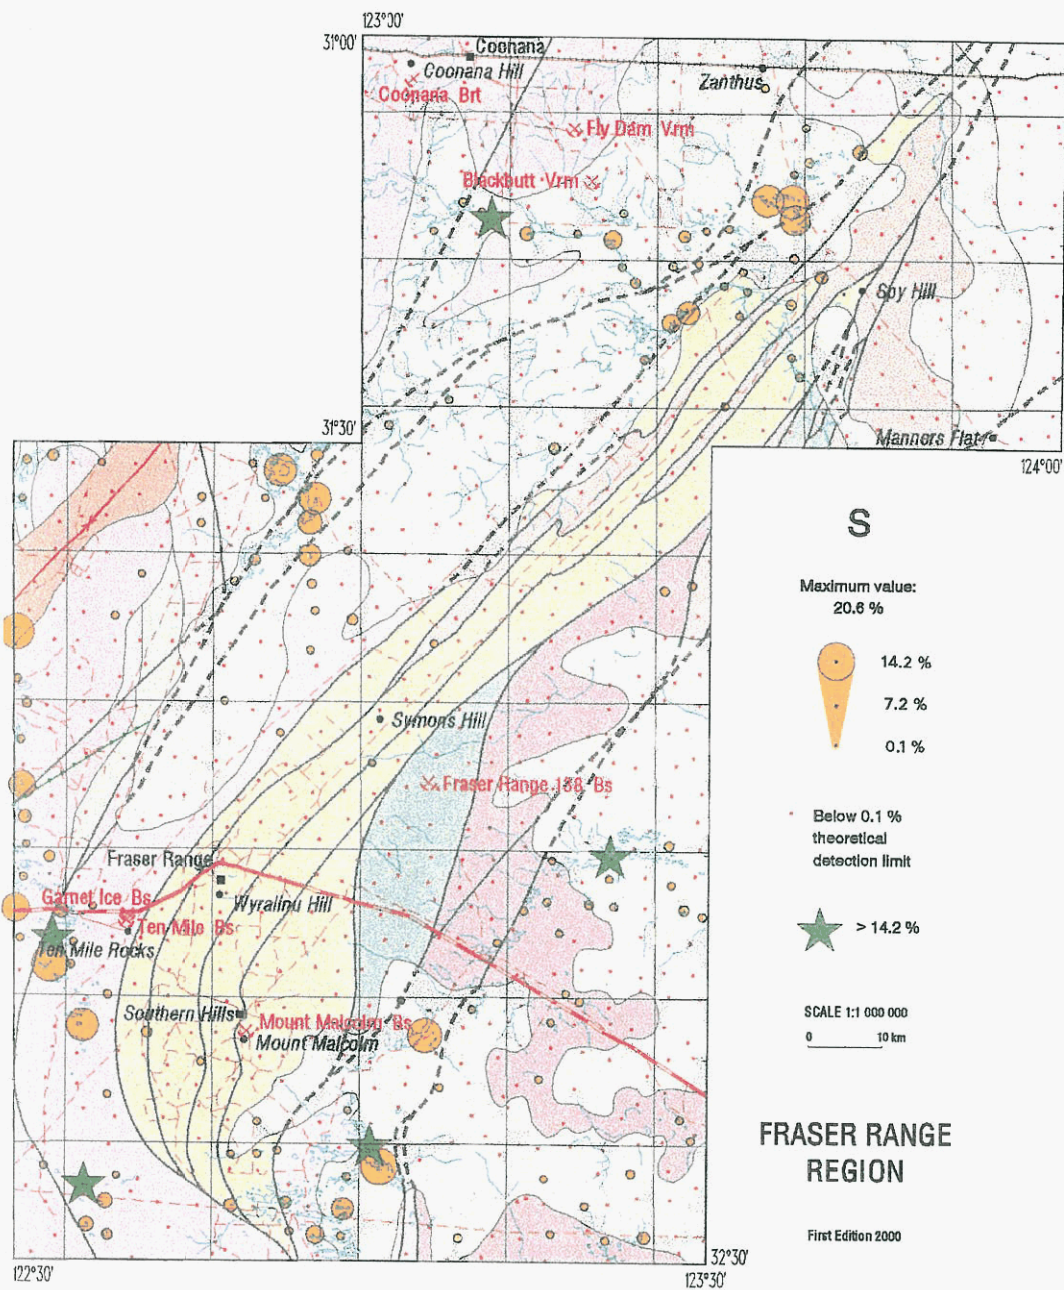 123°00'
31°00'
Coonana
Coonana Hill
Zanthus
Coonana Brt
Fly Dam Vrm
Blackbutt Vrm
Spy Hill
31°30'
Manners Flat
124°00'
S
Maximum value:
20.6 %
14.2 %
7.2 %
0.1 %
Symons Hill
Fraser Range 158 Bs
Below 0.1 %
theoretical
detection limit
Fraser Range
Garnet Ice Bs
Wyralinu Hill
Ten Mile Bs
Ten Mile Rocks
> 14.2 %
Southern Hills
Mount Malcolm Bs
Mount Malcolm
SCALE 1:1 000 000
0 10 km
FRASER RANGE
REGION
First Edition 2000
32°30'
122°30'
123°30'